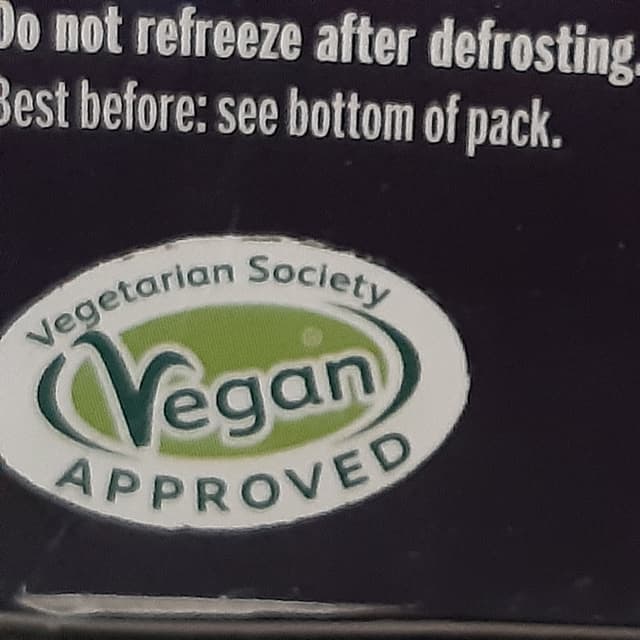 Do not refreeze after defrosting.
Best before: see bottom of pack.
Vegetarian Society
Vegan
APPROVED